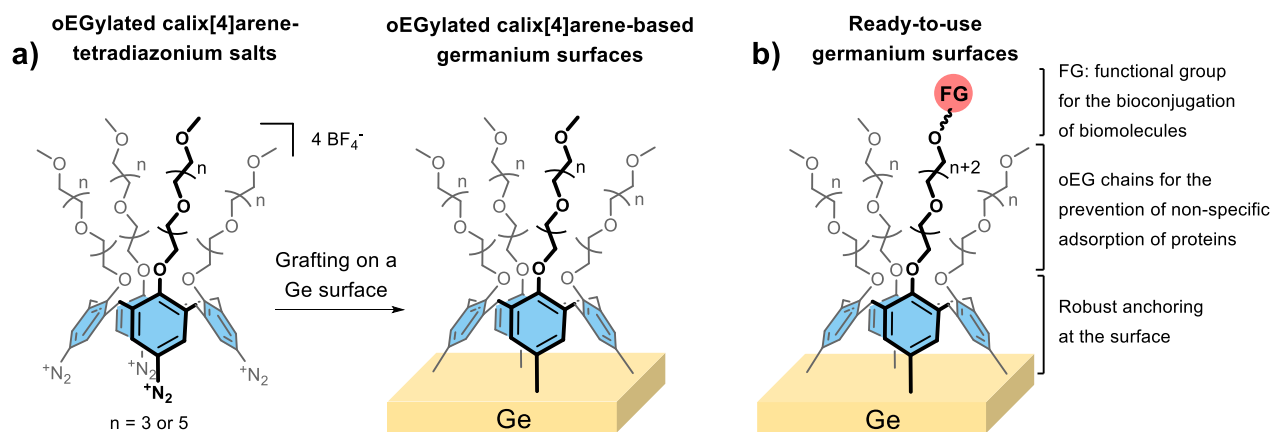 a)
oEGylated calix[4]arene-
tetradiazonium salts
oEGylated calix[4]arene-based
germanium surfaces
4 BF4-
O
n
O
O
O
n
O
O
O
n
O
O
O
n
O
O
+N2
+N2
+N2
+N2
n = 3 or 5
Grafting on a
Ge surface
O
n
O
O
O
n
O
O
O
n
O
O
O
n
O
O
Ge
b)
Ready-to-use
germanium surfaces
FG
O
n+2
O
O
O
n
O
O
O
n
O
O
O
n
O
O
Ge
FG: functional group
for the bioconjugation
of biomolecules
oEG chains for the
prevention of non-specific
adsorption of proteins
Robust anchoring
at the surface